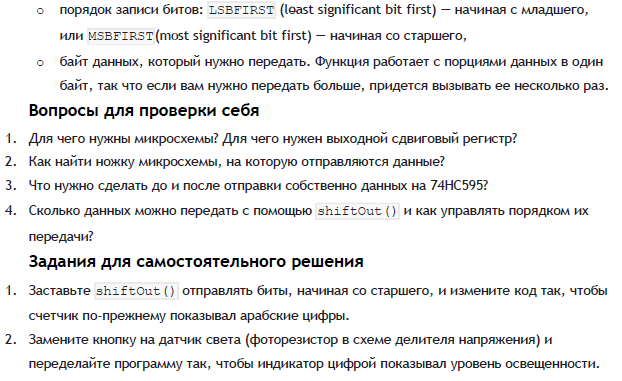 o порядок записи битов: LSBFIRST (least significant bit first) — начиная с младшего,
или MSBFIRST(most significant bit first) — начиная со старшего,
o байт данных, который нужно передать. Функция работает с порциями данных в один
байт, так что если вам нужно передать больше, придется вызывать ее несколько раз.
Вопросы для проверки себя
1. Для чего нужны микросхемы? Для чего нужен выходной сдвиговый регистр?
2. Как найти ножку микросхемы, на которую отправляются данные?
3. Что нужно сделать до и после отправки собственно данных на 74HC595?
4. Сколько данных можно передать с помощью shiftOut() и как управлять порядком их
передачи?
Задания для самостоятельного решения
1. Заставьте shiftOut() отправлять биты, начиная со старшего, и измените код так, чтобы
счетчик по-прежнему показывал арабские цифры.
2. Замените кнопку на датчик света (фоторезистор в схеме делителя напряжения) и
переделайте программу так, чтобы индикатор цифрой показывал уровень освещенности.